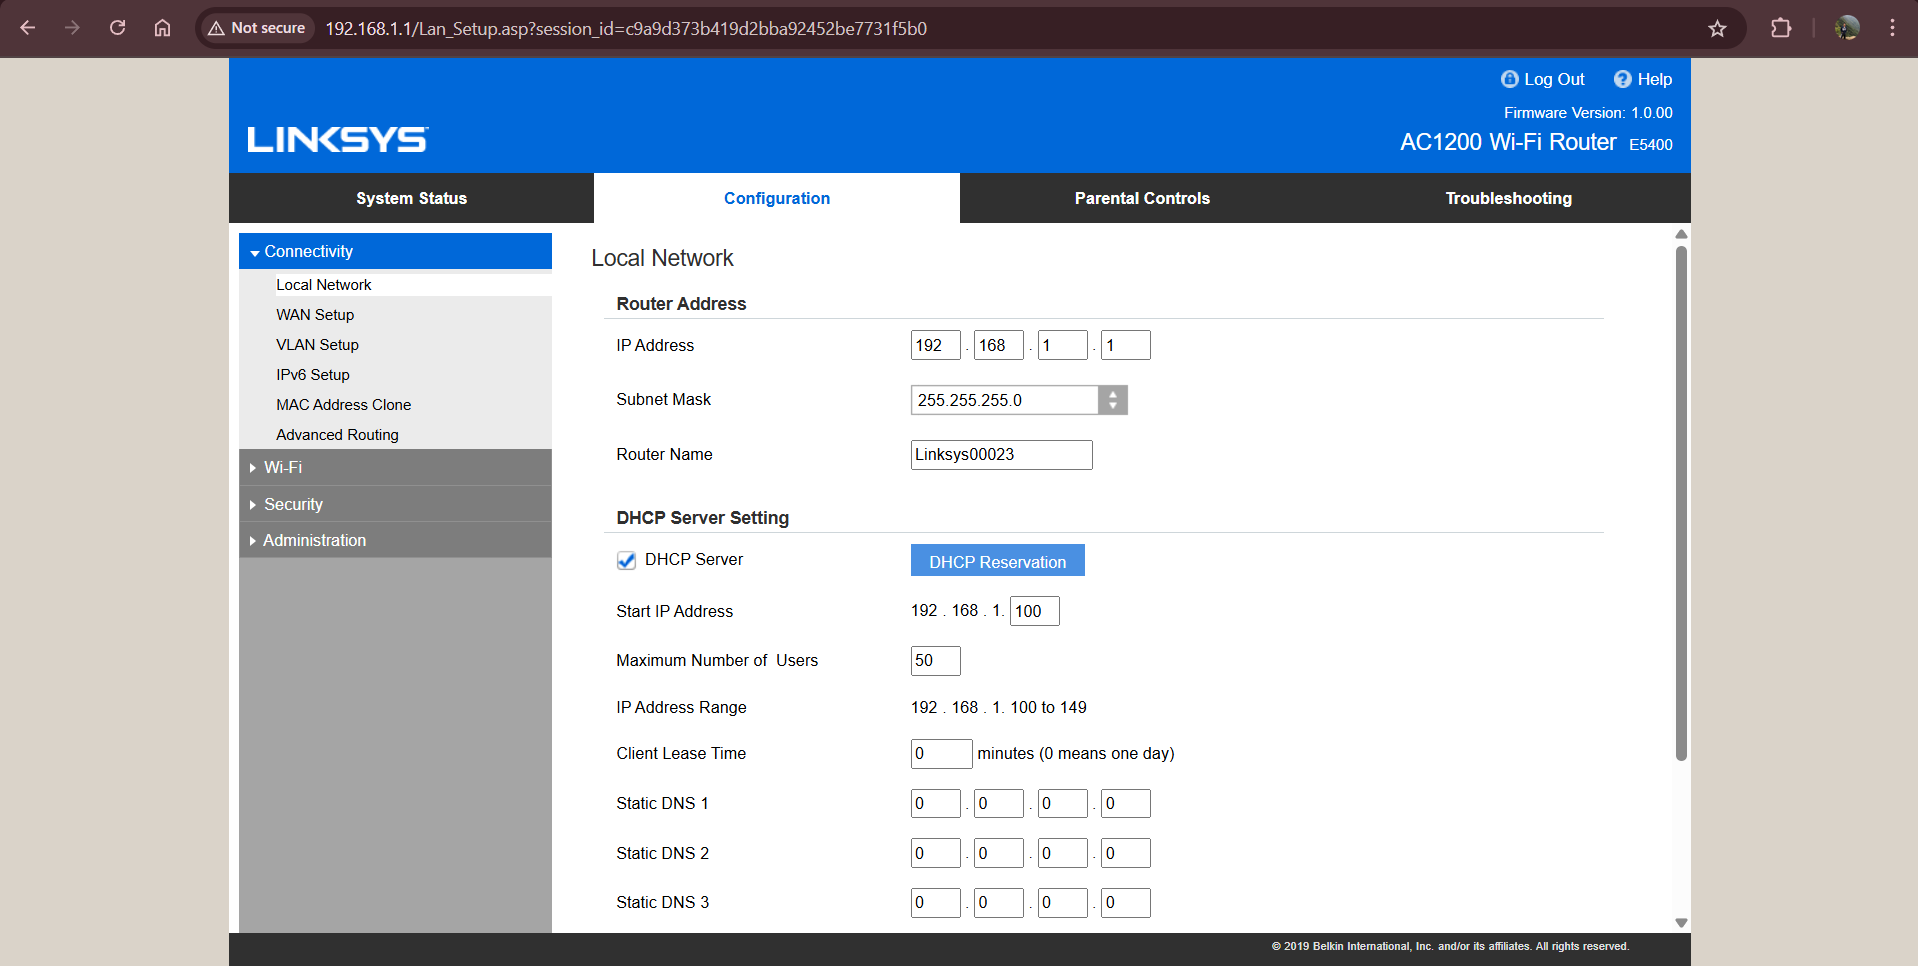 Not secure 192.168.1.1/Lan_Setup.asp?session_id=c9a9d373b419d2bba92452be7731f5b0
Log Out Help
Firmware Version: 1.0.00
LINKSYS
AC1200 Wi-Fi Router E5400
System Status Configuration Parental Controls Troubleshooting
Connectivity
Local Network
WAN Setup
VLAN Setup
IPv6 Setup
MAC Address Clone
Advanced Routing
Wi-Fi
Security
Administration
Local Network
Router Address
IP Address 192 . 168 . 1 . 1
Subnet Mask 255.255.255.0
Router Name Linksys00023
DHCP Server Setting
DHCP Server DHCP Reservation
Start IP Address 192 . 168 . 1. 100
Maximum Number of Users 50
IP Address Range 192 . 168 . 1. 100 to 149
Client Lease Time 0 minutes (0 means one day)
Static DNS 1 0 . 0 . 0 . 0
Static DNS 2 0 . 0 . 0 . 0
Static DNS 3 0 . 0 . 0 . 0
© 2019 Belkin International, Inc. and/or its affiliates. All rights reserved.